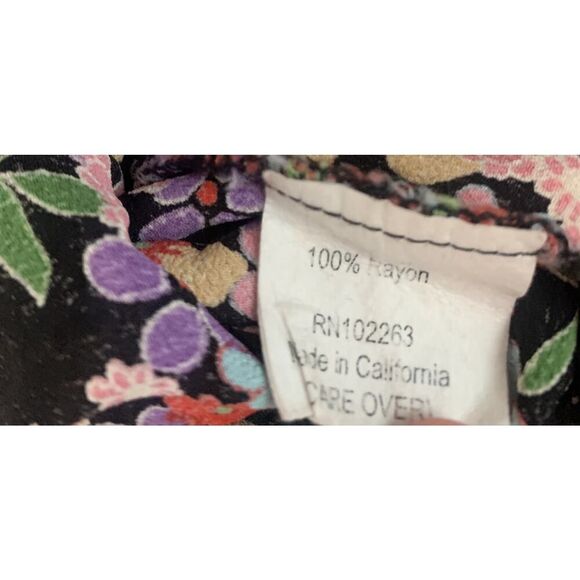 100% Rayon
RN102263
Made in California
CARE OVER